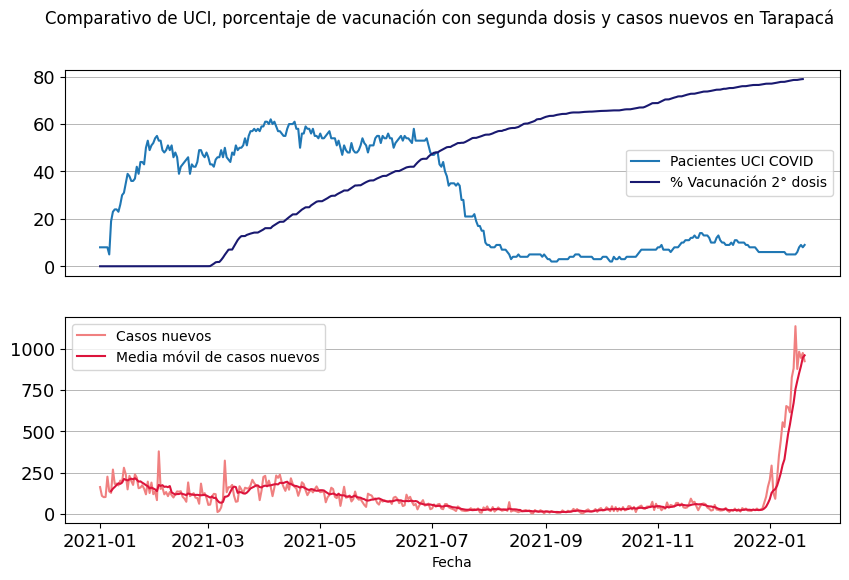 Comparativo de UCI, porcentaje de vacunación con segunda dosis y casos nuevos en Tarapacá
80
60
40
20
0
Pacientes UCI COVID
% Vacunación 2° dosis
Casos nuevos
Media móvil de casos nuevos
1000
750
500
250
0
2021-01 2021-03 2021-05 2021-07 2021-09 2021-11 2022-01
Fecha